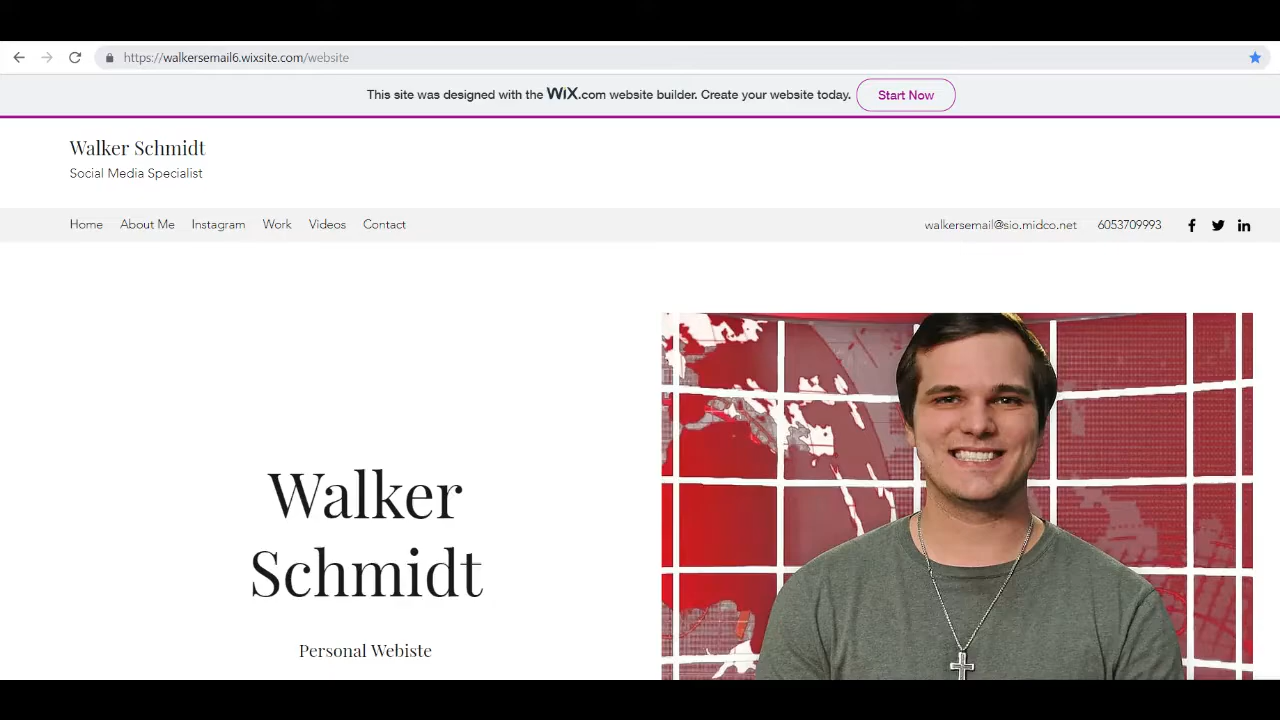 https://walkersemail6.wixsite.com/website
This site was designed with the WiX.com website builder. Create your website today. Start Now
Walker Schmidt
Social Media Specialist
Home About Me Instagram Work Videos Contact walkersemail@sio.midco.net 6053709993
Walker
Schmidt
Personal Webiste